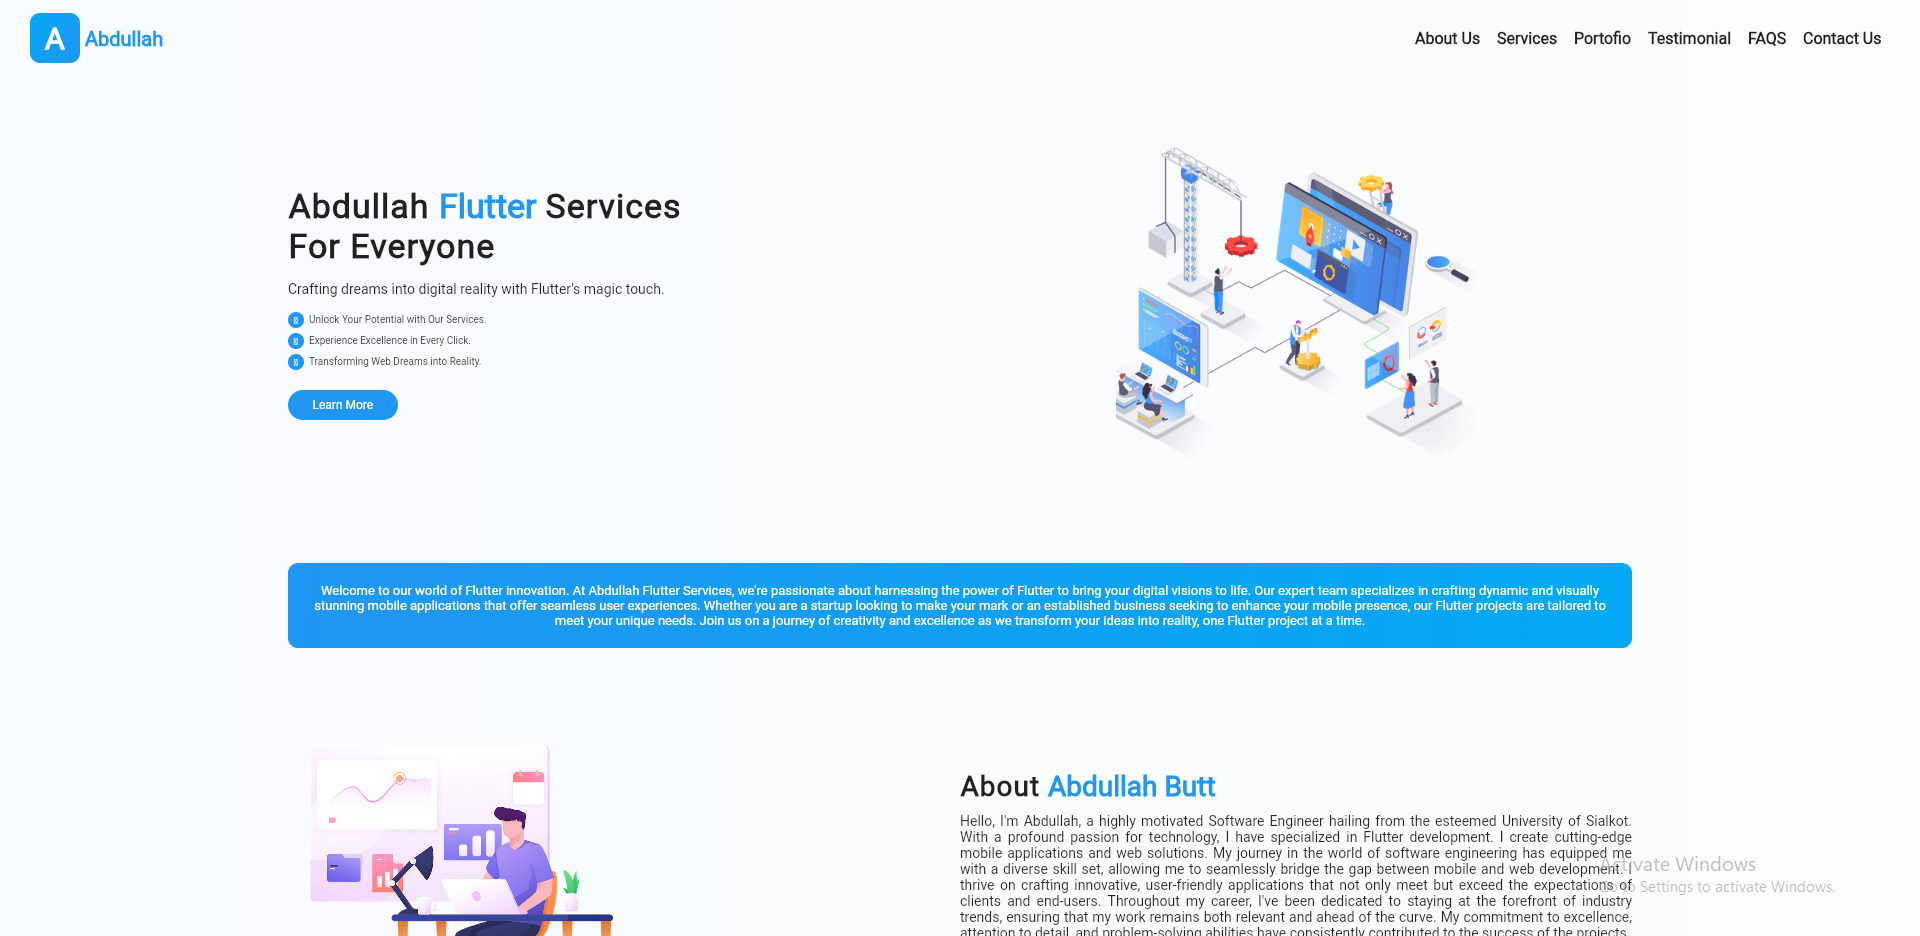 A Abdullah
About Us Services Portofio Testimonial FAQS Contact Us
Abdullah Flutter Services
For Everyone
Crafting dreams into digital reality with Flutter's magic touch.
Unlock Your Potential with Our Services.
Experience Excellence in Every Click.
Transforming Web Dreams into Reality.
Learn More
Welcome to our world of Flutter innovation. At Abdullah Flutter Services, we're passionate about harnessing the power of Flutter to bring your digital visions to life. Our expert team specializes in crafting dynamic and visually
stunning mobile applications that offer seamless user experiences. Whether you are a startup looking to make your mark or an established business seeking to enhance your mobile presence, our Flutter projects are tailored to
meet your unique needs. Join us on a journey of creativity and excellence as we transform your ideas into reality, one Flutter project at a time.
About Abdullah Butt
Hello, I'm Abdullah, a highly motivated Software Engineer hailing from the esteemed University of Sialkot.
With a profound passion for technology, I have specialized in Flutter development. I create cutting-edge
mobile applications and web solutions. My journey in the world of software engineering has equipped me
with a diverse skill set, allowing me to seamlessly bridge the gap between mobile and web development. I
thrive on crafting innovative, user-friendly applications that not only meet but exceed the expectations of
clients and end-users. Throughout my career, I've been dedicated to staying at the forefront of industry
trends, ensuring that my work remains both relevant and ahead of the curve. My commitment to excellence,
attention to detail, and problem-solving abilities have consistently contributed to the success of the projects
Activate Windows
Go to Settings to activate Windows.